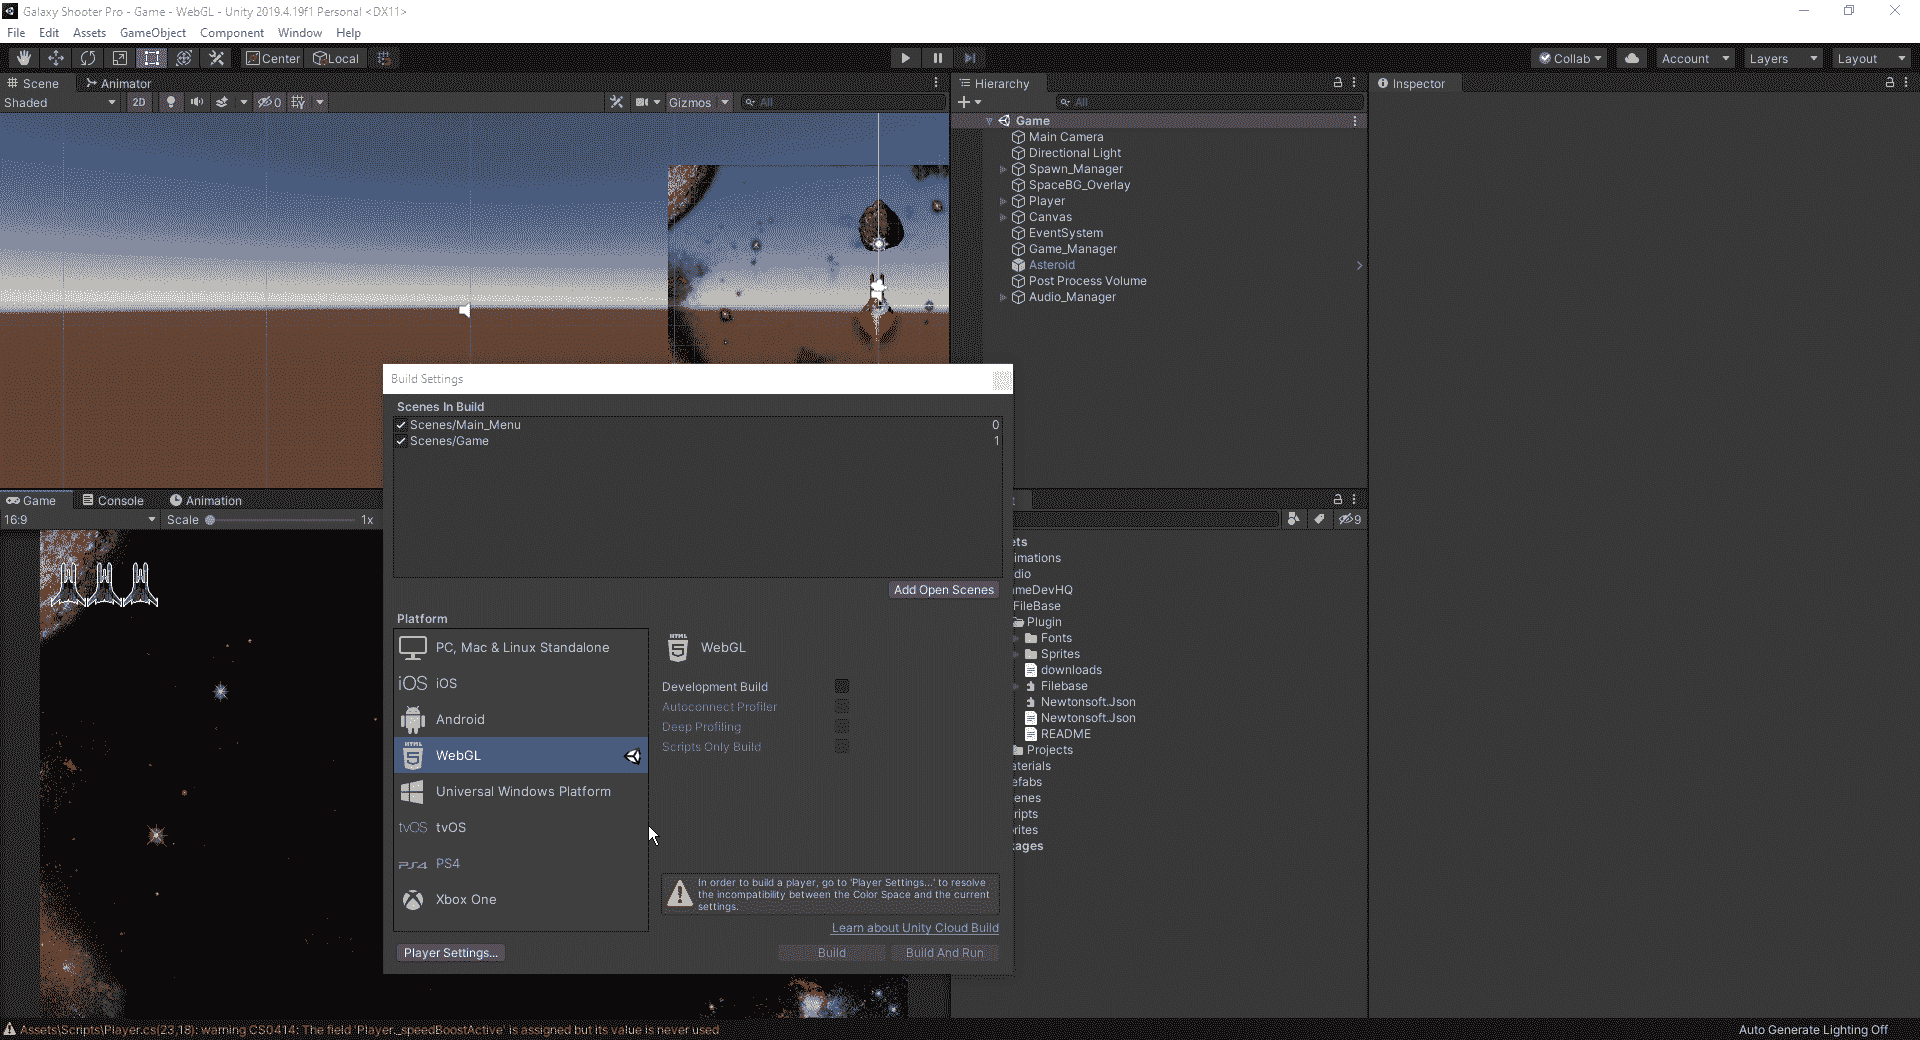 Galaxy Shooter Pro - Game - WebGL - Unity 2019.4.19f1 Personal <DX11>
File Edit Assets GameObject Component Window Help
Center Local Collab Account Layers Layout
Scene Animator
Shaded 2D 0 Gizmos All
Hierarchy
All
Game
Main Camera
Directional Light
Spawn_Manager
SpaceBG_Overlay
Player
Canvas
EventSystem
Game_Manager
Asteroid
Post Process Volume
Audio_Manager
Inspector
Build Settings
Scenes In Build
Scenes/Main_Menu 0
Scenes/Game 1
Add Open Scenes
Platform
PC, Mac & Linux Standalone
iOS iOS
Android
HTML 5 WebGL
Universal Windows Platform
tvOS tvOS
PS4 PS4
Xbox One
HTML 5 WebGL
Development Build
Autoconnect Profiler
Deep Profiling
Scripts Only Build
In order to build a player, go to 'Player Settings...' to resolve
the incompatibility between the Color Space and the current
settings.
Learn about Unity Cloud Build
Player Settings... Build Build And Run
Game Console Animation
16:9 Scale 1x
9
ets
imations
dio
meDevHQ
FileBase
Plugin
Fonts
Sprites
downloads
Filebase
Newtonsoft.Json
Newtonsoft.Json
README
Projects
aterials
efabs
enes
ripts
rites
kages
Assets\Scripts\Player.cs(23,18): warning CS0414: The field 'Player._speedBoostActive' is assigned but its value is never used
Auto Generate Lighting Off